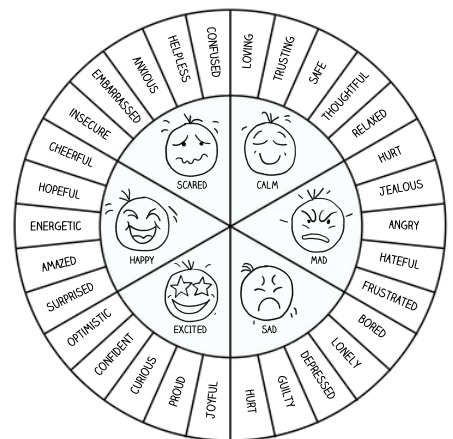 LOVING
TRUSTING
SAFE
THOUGHTFUL
RELAXED
HURT
JEALOUS
ANGRY
HATEFUL
FRUSTRATED
BORED
LONELY
DEPRESSED
GUILTY
HURT
JOYFUL
PROUD
CURIOUS
CONFIDENT
OPTIMISTIC
SURPRISED
AMAZED
ENERGETIC
HOPEFUL
CHEERFUL
INSECURE
EMBARRASSED
ANXIOUS
HELPLESS
CONFUSED
SCARED
CALM
HAPPY
MAD
EXCITED
SAD